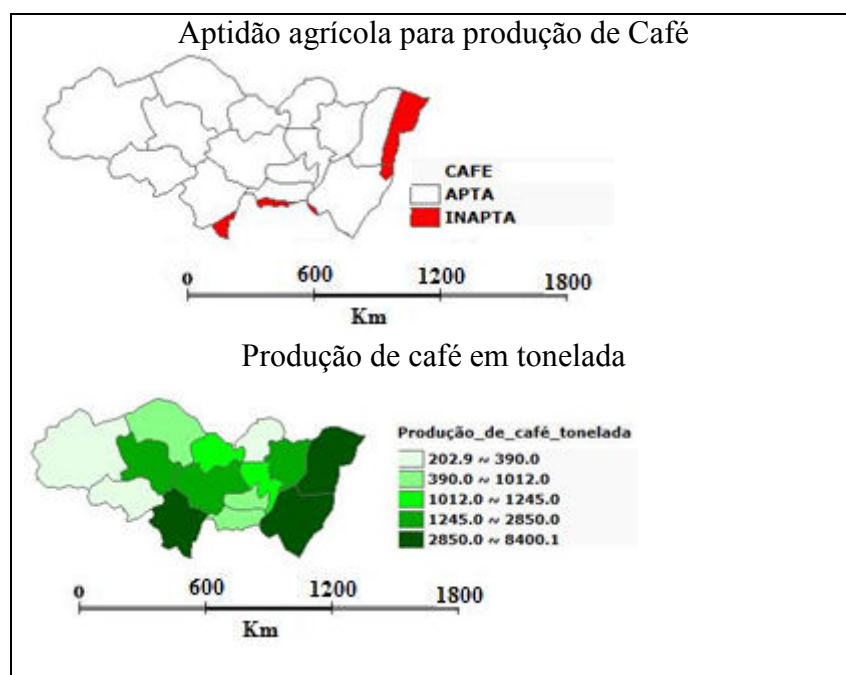 Aptidão agrícola para produção de Café
CAFE
APTA
INAPTA
0 600 1200 1800
Km
Produção de café em tonelada
Produção_de_café_tonelada
202.9 ~ 390.0
390.0 ~ 1012.0
1012.0 ~ 1245.0
1245.0 ~ 2850.0
2850.0 ~ 8400.1
0 600 1200 1800
Km